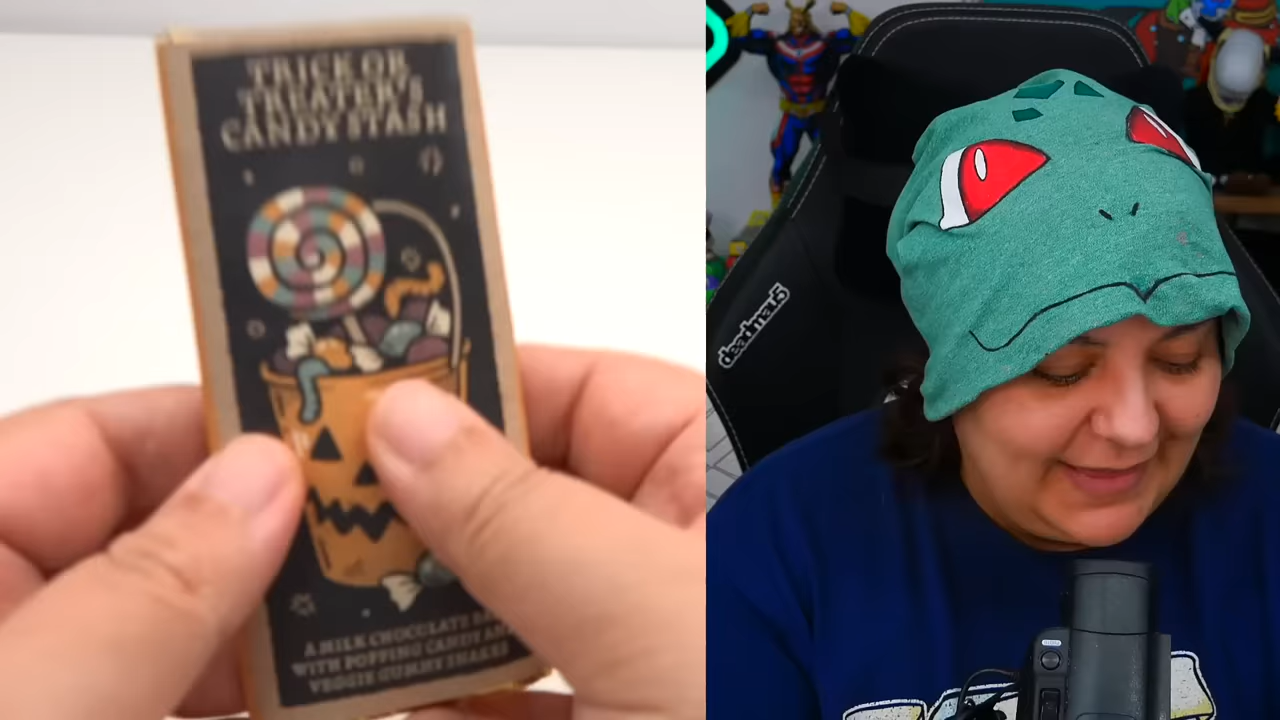 TRICK OR
TREATER'S
CANDY STASH
A MILK CHOCOLATE BAR
WITH POPPING CANDY AND
VEGGIE GUMMY SNAKES
deadmau5